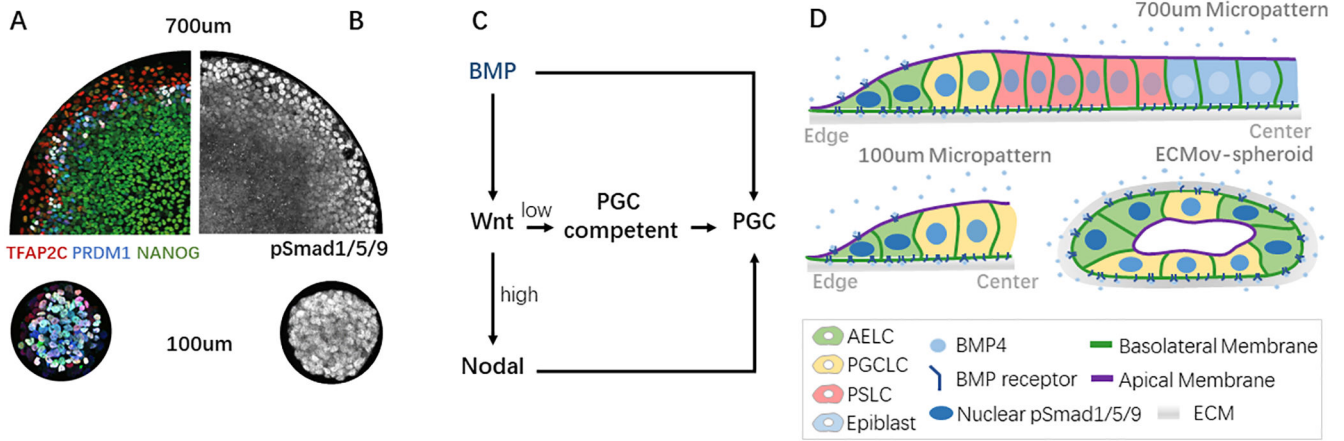 A
700um
B
TFAP2C PRDM1 NANOG
pSmad1/5/9
100um
C
BMP
Wnt
low
PGC
competent
PGC
high
Nodal
D
700um Micropattern
Edge
Center
100um Micropattern
Edge
Center
ECMov-spheroid
AELC
PGCLC
PSLC
Epiblast
BMP4
BMP receptor
Nuclear pSmad1/5/9
Basolateral Membrane
Apical Membrane
ECM